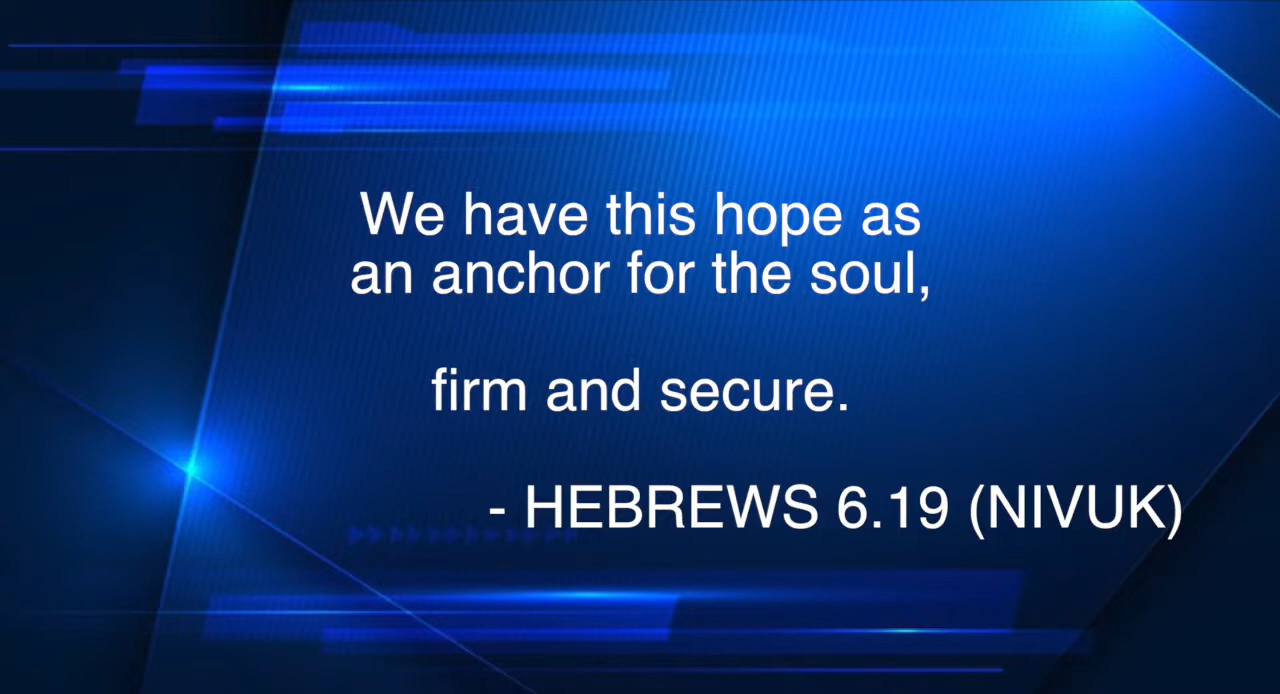 We have this hope as
an anchor for the soul,
firm and secure.
- HEBREWS 6.19 (NIVUK)